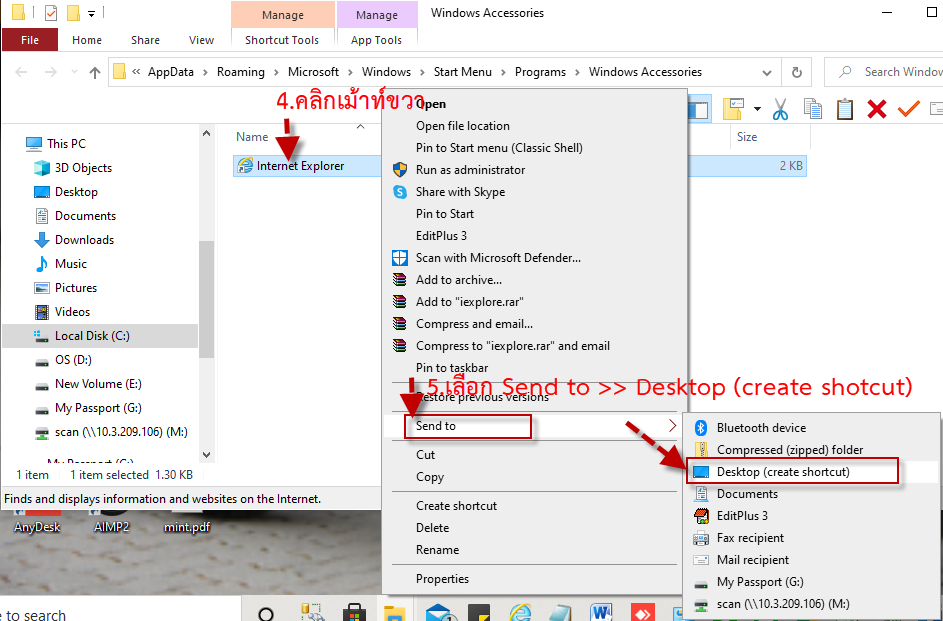 Manage
Manage
Windows Accessories
File
Home
Share
View
Shortcut Tools
App Tools
« AppData › Roaming › Microsoft › Windows › Start Menu › Programs › Windows Accessories
Search Window
4.คลิกเม้าท์ขวา
Name
Size
This PC
3D Objects
Desktop
Documents
Downloads
Music
Pictures
Videos
Local Disk (C:)
OS (D:)
New Volume (E:)
My Passport (G:)
scan (\\10.3.209.106) (M:)
My Passport (G:)
Internet Explorer
2 KB
Open
Open file location
Pin to Start menu (Classic Shell)
Run as administrator
Share with Skype
Pin to Start
EditPlus 3
Scan with Microsoft Defender...
Add to archive...
Add to "iexplore.rar"
Compress and email...
Compress to "iexplore.rar" and email
Pin to taskbar
5.เลือก Send to >> Desktop (create shotcut)
Restore previous versions
Send to
Cut
Copy
Create shortcut
Delete
Rename
Properties
Bluetooth device
Compressed (zipped) folder
Desktop (create shortcut)
Documents
EditPlus 3
Fax recipient
Mail recipient
My Passport (G:)
scan (\\10.3.209.106) (M:)
1 item
1 item selected 1.30 KB
Finds and displays information and websites on the Internet.
AnyDesk
AIMP2
mint.pdf
e to search